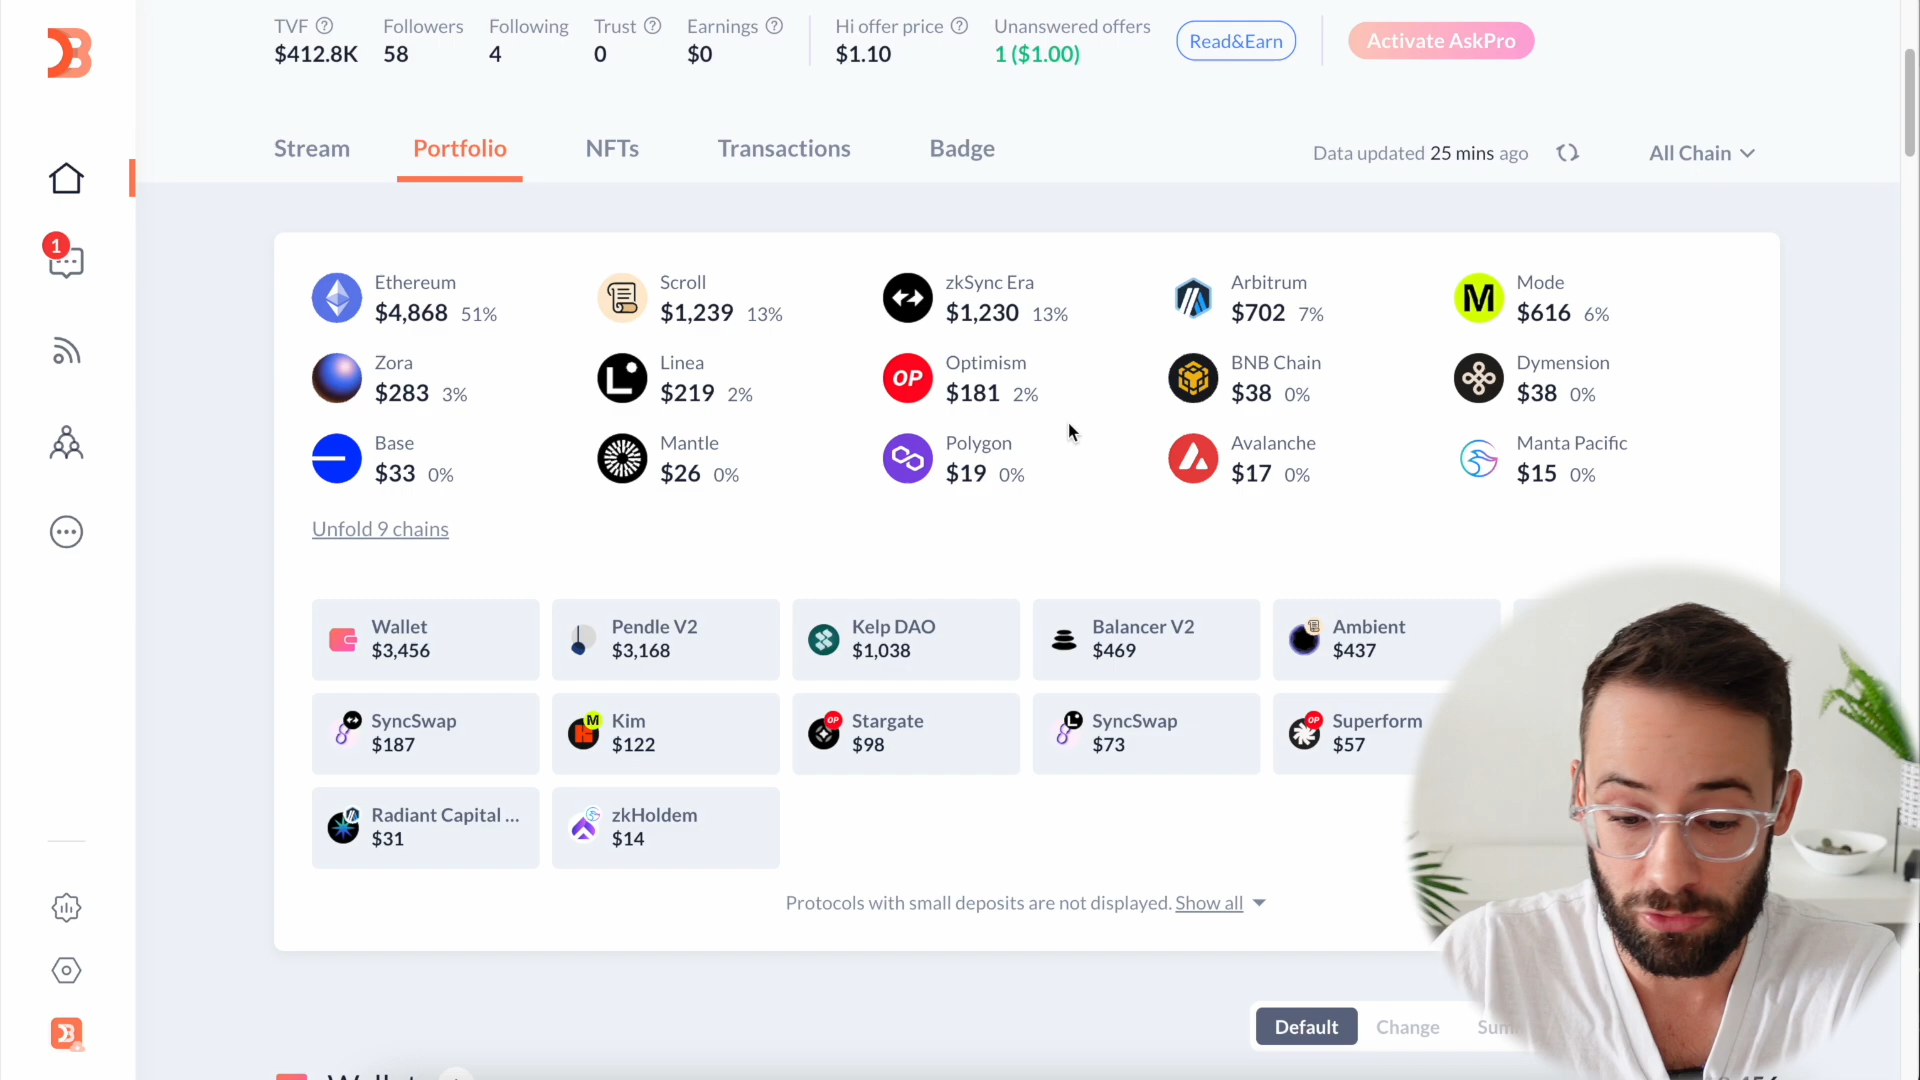 TVF Followers Following Trust Earnings Hi offer price Unanswered offers
$412.8K 58 4 0 $0 $1.10 1 ($1.00)
Read&Earn
Activate AskPro
Stream Portfolio NFTs Transactions Badge
Data updated 25 mins ago All Chain
1
Ethereum Scroll zkSync Era Arbitrum Mode
$4,868 51% $1,239 13% $1,230 13% $702 7% $616 6%
Zora Linea Optimism BNB Chain Dymension
$283 3% $219 2% $181 2% $38 0% $38 0%
Base Mantle Polygon Avalanche Manta Pacific
$33 0% $26 0% $19 0% $17 0% $15 0%
Unfold 9 chains
Wallet Pendle V2 Kelp DAO Balancer V2 Ambient
$3,456 $3,168 $1,038 $469 $437
SyncSwap Kim Stargate SyncSwap Superform
$187 $122 $98 $73 $57
Radiant Capital ... zkHoldem
$31 $14
Protocols with small deposits are not displayed. Show all
Default Change
Wallet